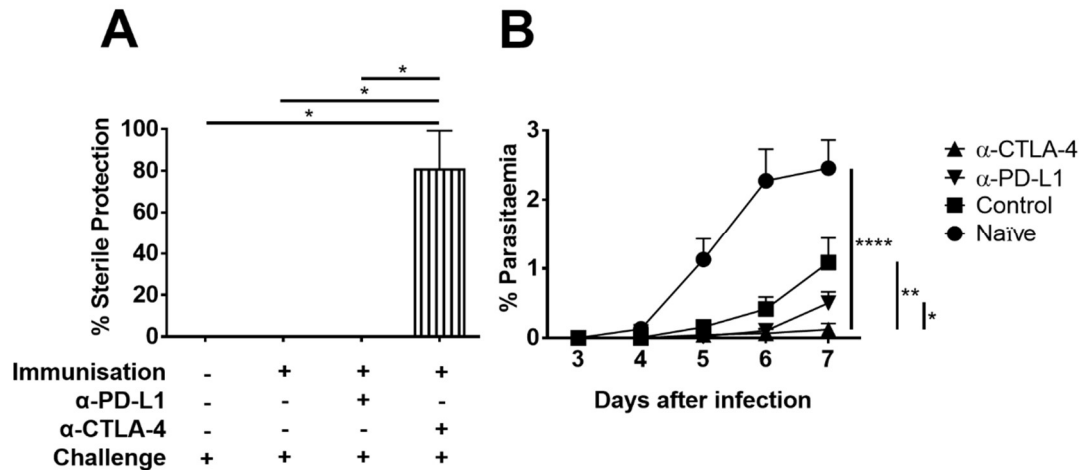 A
B
*
*
*
% Sterile Protection
100
80
60
40
20
0
Immunisation - + + +
α-PD-L1 - - + -
α-CTLA-4 - - - +
Challenge + + + +
% Parasitaemia
3
2
1
0
3 4 5 6 7
Days after infection
α-CTLA-4
α-PD-L1
Control
Naïve
****
**
*